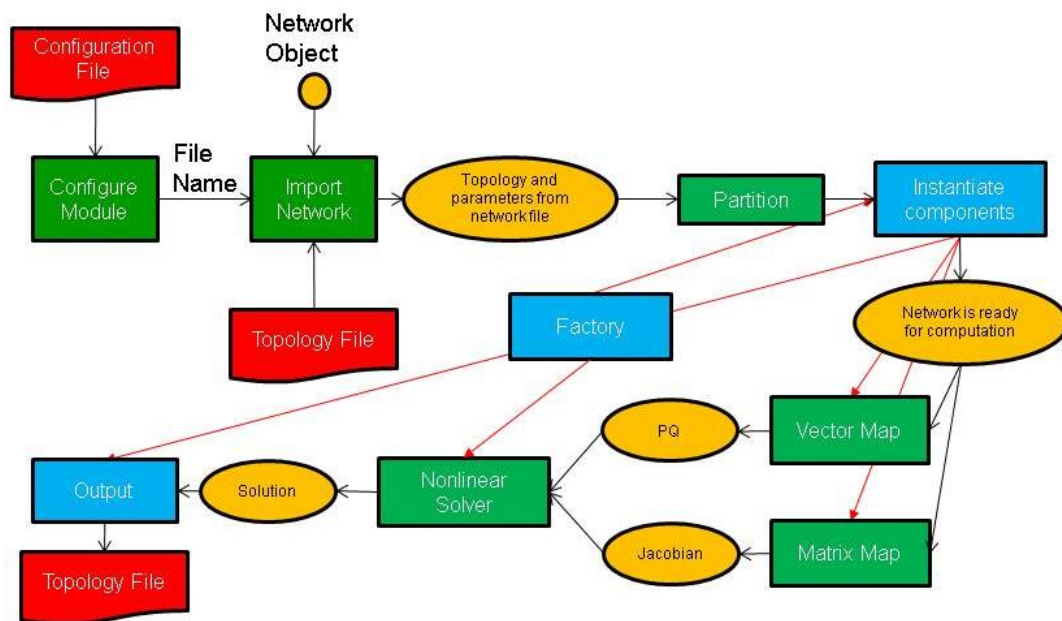 Network
Object
Configuration
File
File
Name
Configure
Module
Import
Network
Topology and
parameters from
network file
Partition
Instantiate
components
Topology File
Factory
Network is ready
for computation
PQ
Vector Map
Output
Solution
Nonlinear
Solver
Jacobian
Matrix Map
Topology File